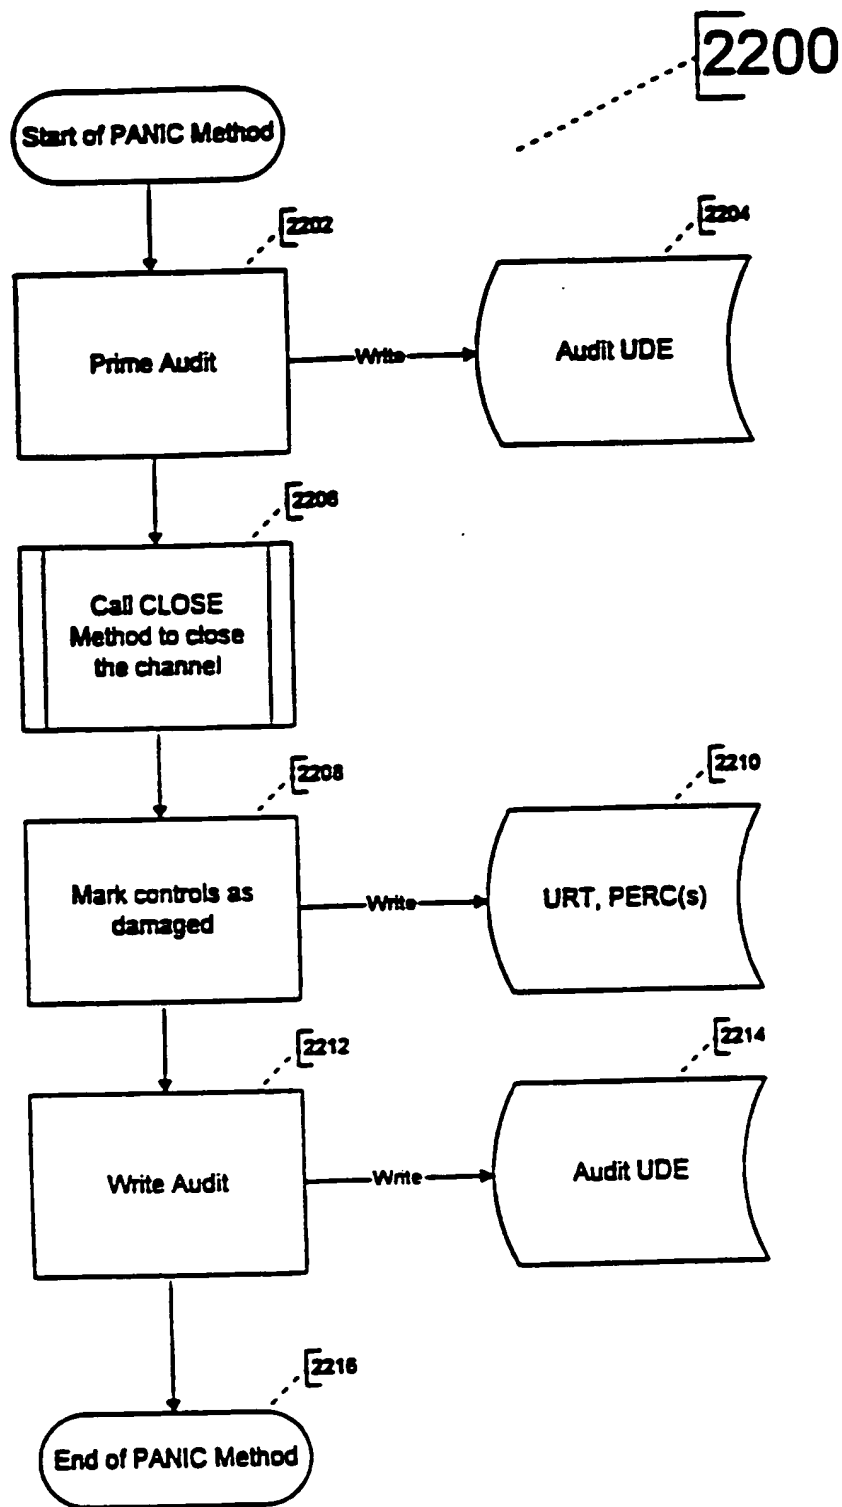 2200
Start of PANIC Method
2202
2204
Prime Audit
Write
Audit UDE
2206
Call CLOSE
Method to close
the channel
2208
2210
Mark controls as
damaged
Write
URT, PERC(s)
2212
2214
Write Audit
Write
Audit UDE
2216
End of PANIC Method